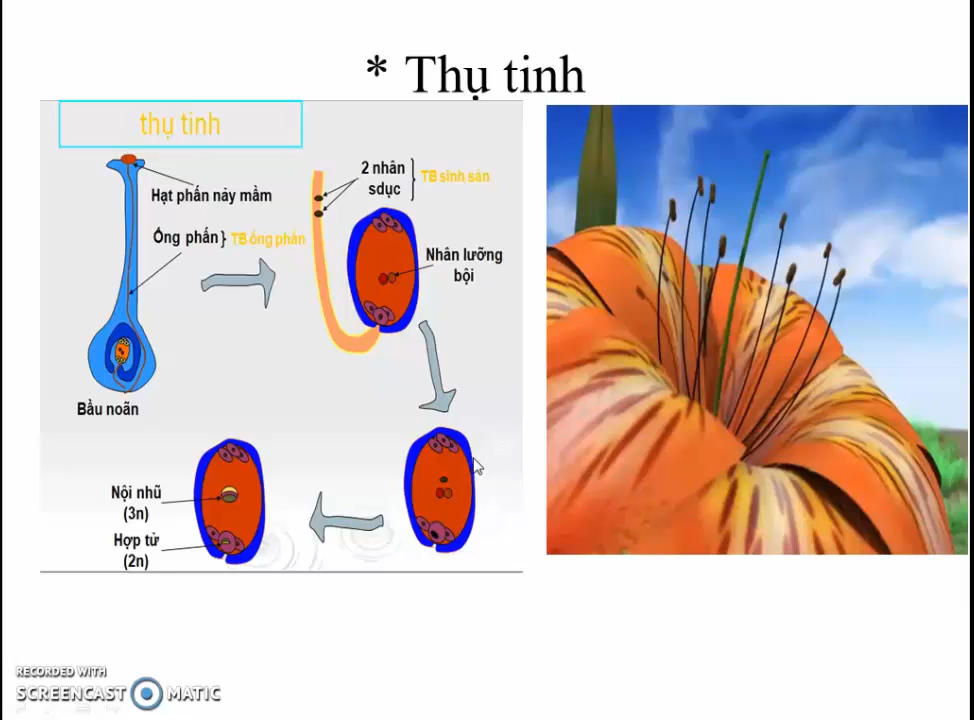 * Thụ tinh
thụ tinh
Hạt phấn nảy mầm
Ống phấn} TB ống phấn
Bầu noãn
2 nhân
sdục
TB sinh sản
Nhân lưỡng
bội
Nội nhũ
(3n)
Hợp tử
(2n)
RECORDED WITH
SCREENCAST MATIC